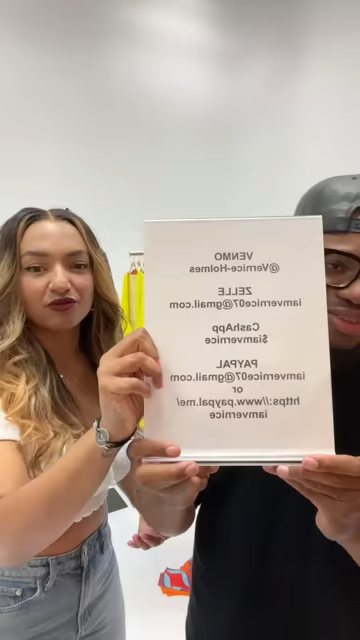 VENMO
@Vernice-Holmes
ZELLE
iamvernice07@gmail.com
CashApp
$iamvernice
PAYPAL
iamvernice07@gmail.com
or
https://www.paypal.me/
iamvernice